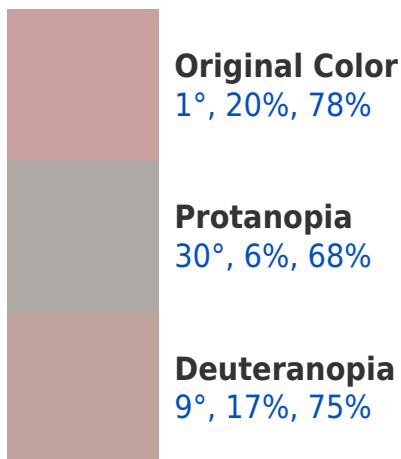 Original Color
1°, 20%, 78%
Protanopia
30°, 6%, 68%
Deuteranopia
9°, 17%, 75%